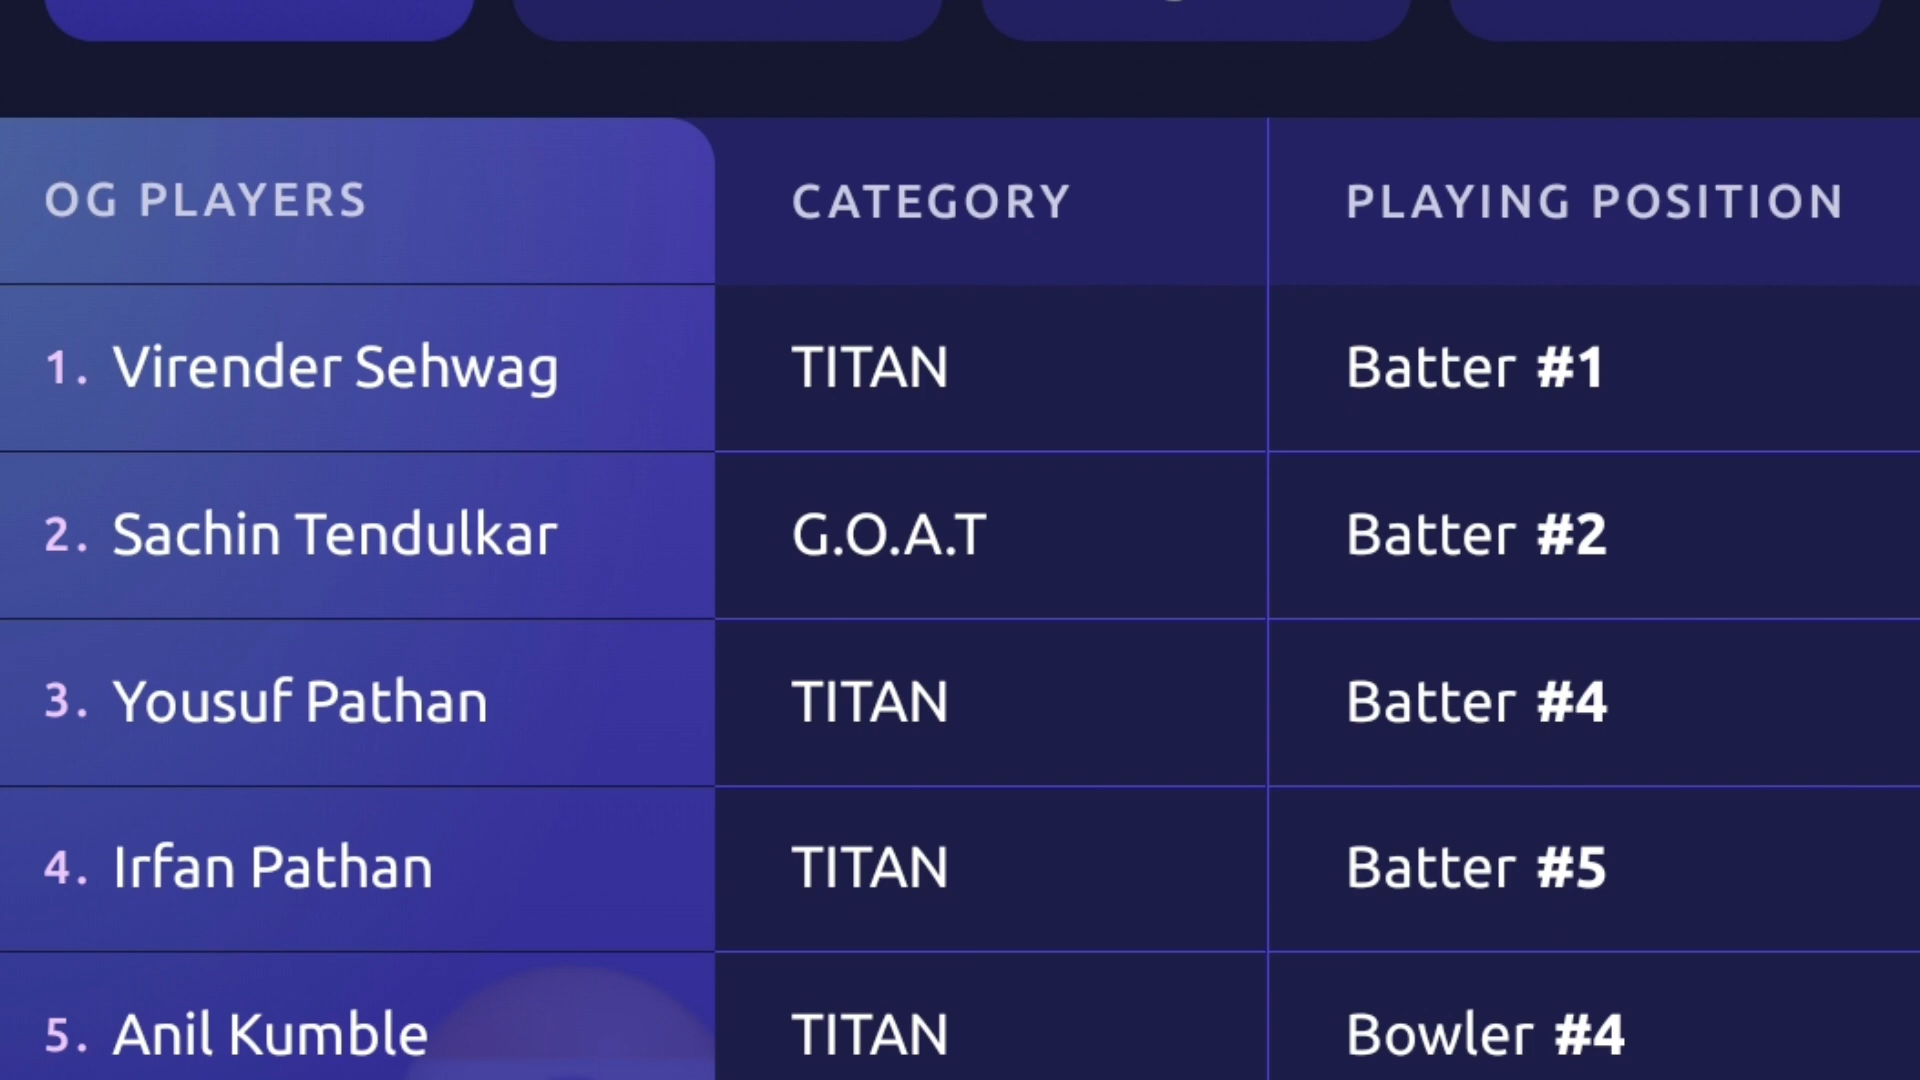 OG PLAYERS CATEGORY PLAYING POSITION
1. Virender Sehwag TITAN Batter #1
2. Sachin Tendulkar G.O.A.T Batter #2
3. Yousuf Pathan TITAN Batter #4
4. Irfan Pathan TITAN Batter #5
5. Anil Kumble TITAN Bowler #4